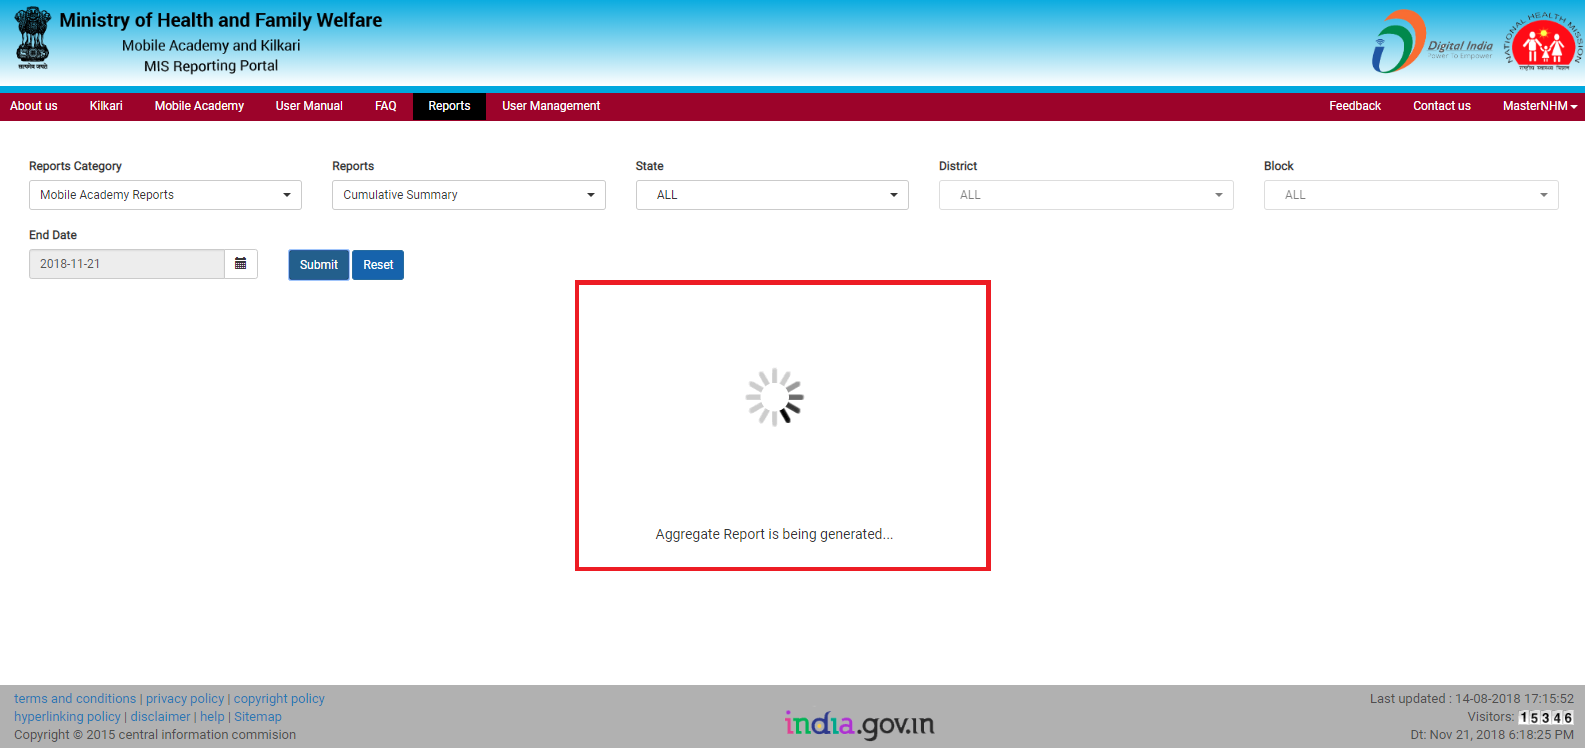 Ministry of Health and Family Welfare
Mobile Academy and Kilkari
MIS Reporting Portal
सत्यमेव जयते
Digital India
Power To Empower
NATIONAL HEALTH MISSION
राष्ट्रीय स्वास्थ्य मिशन
About us Kilkari Mobile Academy User Manual FAQ Reports User Management Feedback Contact us MasterNHM
Reports Category Reports State District Block
Mobile Academy Reports Cumulative Summary ALL ALL ALL
End Date
2018-11-21 Submit Reset
Aggregate Report is being generated...
terms and conditions | privacy policy | copyright policy
hyperlinking policy | disclaimer | help | Sitemap
Copyright © 2015 central information commision
india.gov.in
Last updated : 14-08-2018 17:15:52
Visitors: 15346
Dt: Nov 21, 2018 6:18:25 PM